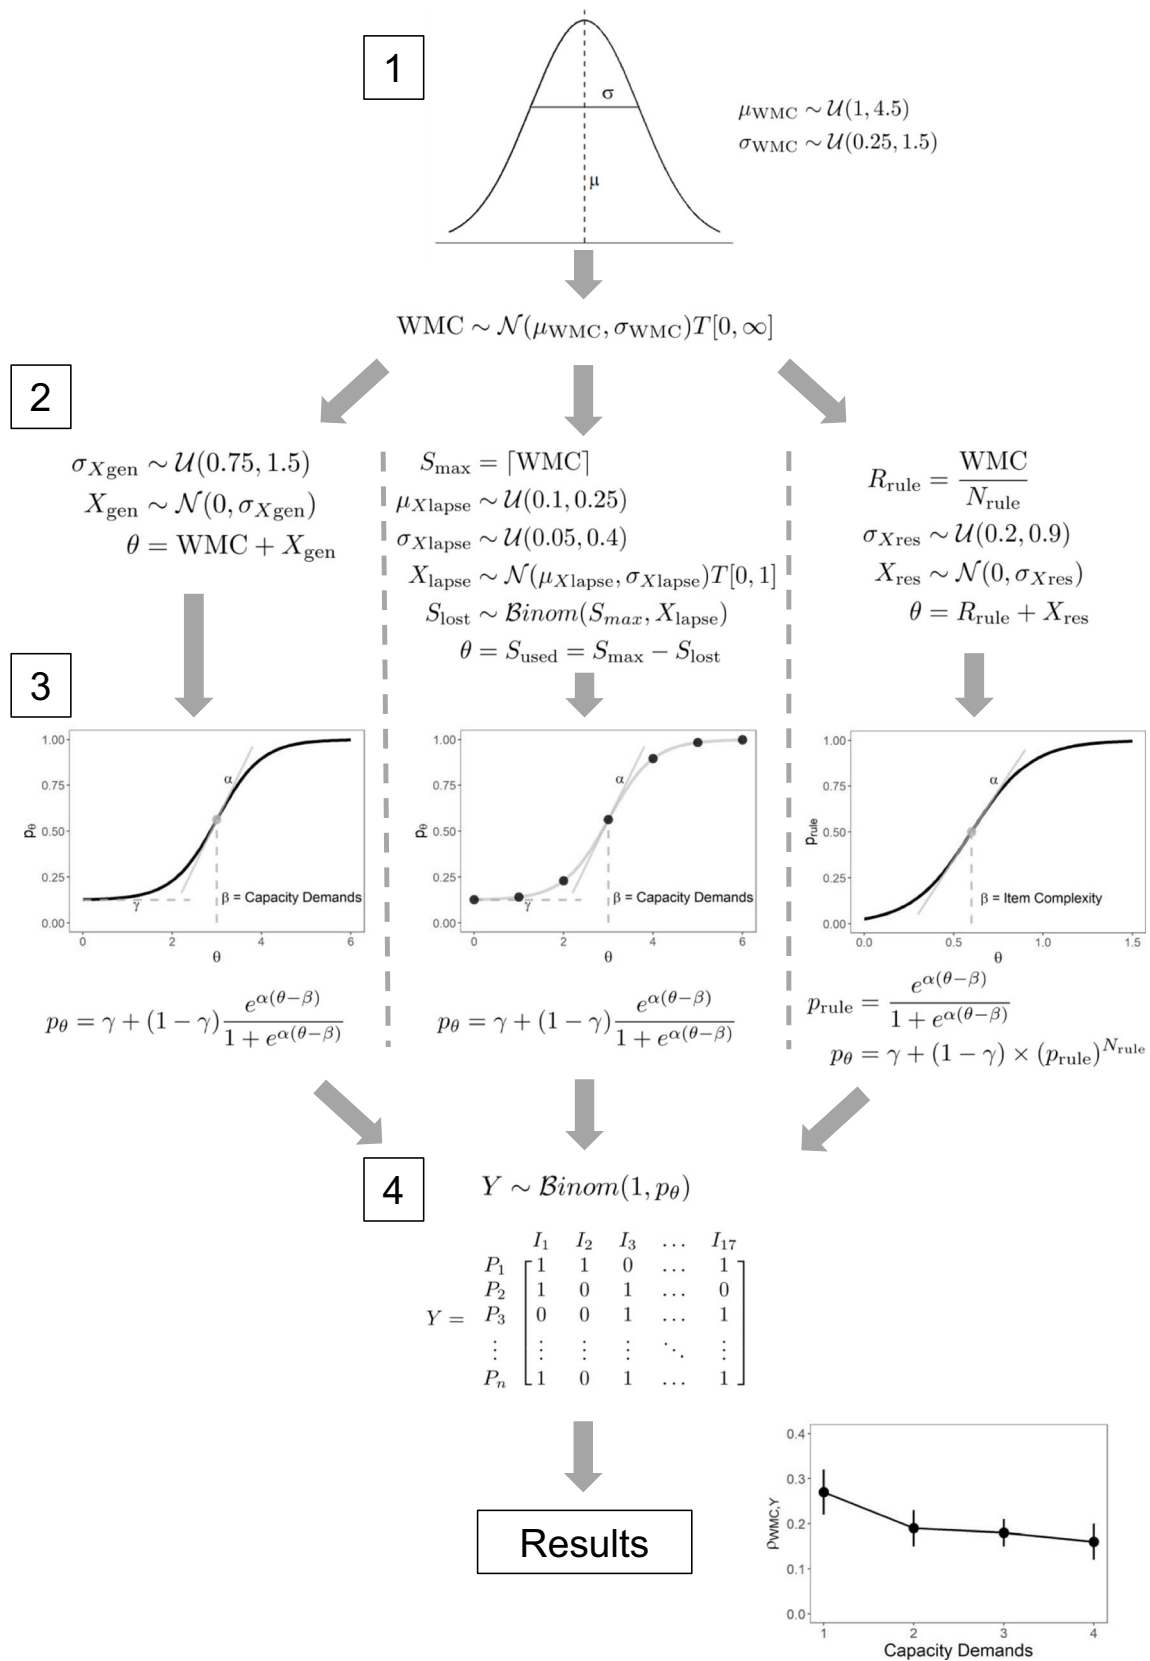 1
σ
μ
μ_WMC ∼ 𝒰(1, 4.5)
σ_WMC ∼ 𝒰(0.25, 1.5)
WMC ∼ 𝒩(μ_WMC, σ_WMC)T[0, ∞]
2
σ_Xgen ∼ 𝒰(0.75, 1.5)
X_gen ∼ 𝒩(0, σ_Xgen)
θ = WMC + X_gen
S_max = ⌈WMC⌉
μ_Xlapse ∼ 𝒰(0.1, 0.25)
σ_Xlapse ∼ 𝒰(0.05, 0.4)
X_lapse ∼ 𝒩(μ_Xlapse, σ_Xlapse)T[0, 1]
S_lost ∼ ℬinom(S_max, X_lapse)
θ = S_used = S_max − S_lost
R_rule = WMC / N_rule
σ_Xres ∼ 𝒰(0.2, 0.9)
X_res ∼ 𝒩(0, σ_Xres)
θ = R_rule + X_res
3
1.00
0.75
0.50
0.25
0.00
p_θ
α
γ
β = Capacity Demands
0 2 4 6
θ
1.00
0.75
0.50
0.25
0.00
p_θ
α
γ
β = Capacity Demands
0 2 4 6
θ
1.00
0.75
0.50
0.25
0.00
p_rule
α
β = Item Complexity
0.0 0.5 1.0 1.5
θ
p_θ = γ + (1 − γ) e^{α(θ−β)} / 1 + e^{α(θ−β)}
p_θ = γ + (1 − γ) e^{α(θ−β)} / 1 + e^{α(θ−β)}
p_rule = e^{α(θ−β)} / 1 + e^{α(θ−β)}
p_θ = γ + (1 − γ) × (p_rule)^{N_rule}
4
Y ∼ ℬinom(1, p_θ)
I_1 I_2 I_3 … I_17
P_1 1 1 0 … 1
P_2 1 0 1 … 0
Y = P_3 0 0 1 … 1
⋮ ⋮ ⋮ ⋮ ⋱ ⋮
P_n 1 0 1 … 1
Results
0.4
0.3
0.2
0.1
0.0
ρ_WMC,Y
1 2 3 4
Capacity Demands